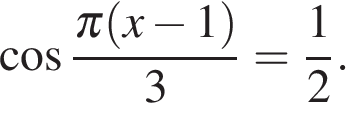 cos π(x − 1)/3 = 1/2.